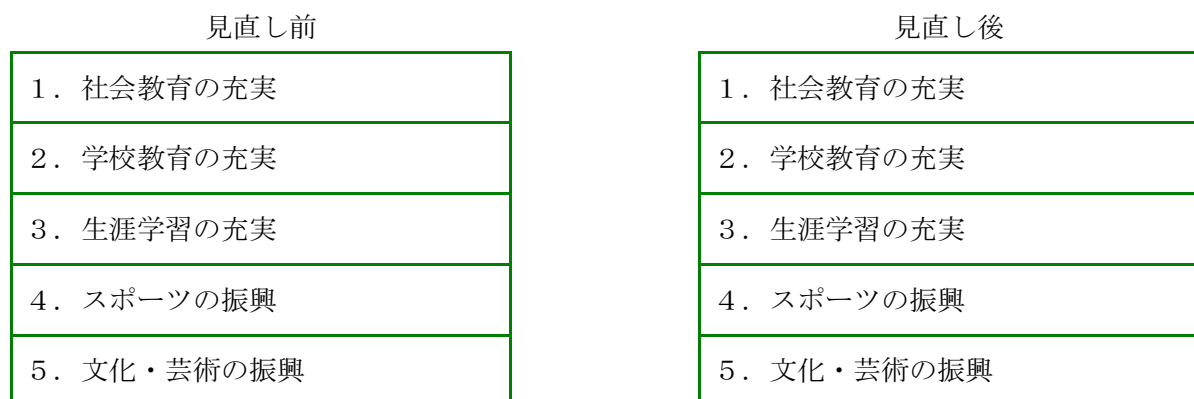 見直し前
1．社会教育の充実
2．学校教育の充実
3．生涯学習の充実
4．スポーツの振興
5．文化・芸術の振興
見直し後
1．社会教育の充実
2．学校教育の充実
3．生涯学習の充実
4．スポーツの振興
5．文化・芸術の振興